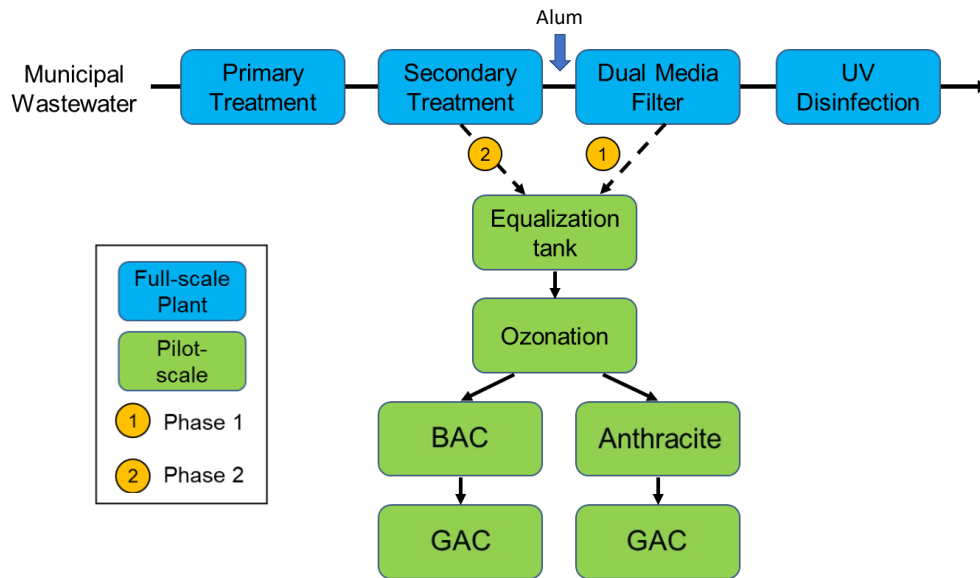 Alum
Municipal
Wastewater
Primary
Treatment
Secondary
Treatment
Dual Media
Filter
UV
Disinfection
2
1
Equalization
tank
Full-scale
Plant
Ozonation
Pilot-
scale
1 Phase 1
BAC
Anthracite
2 Phase 2
GAC
GAC